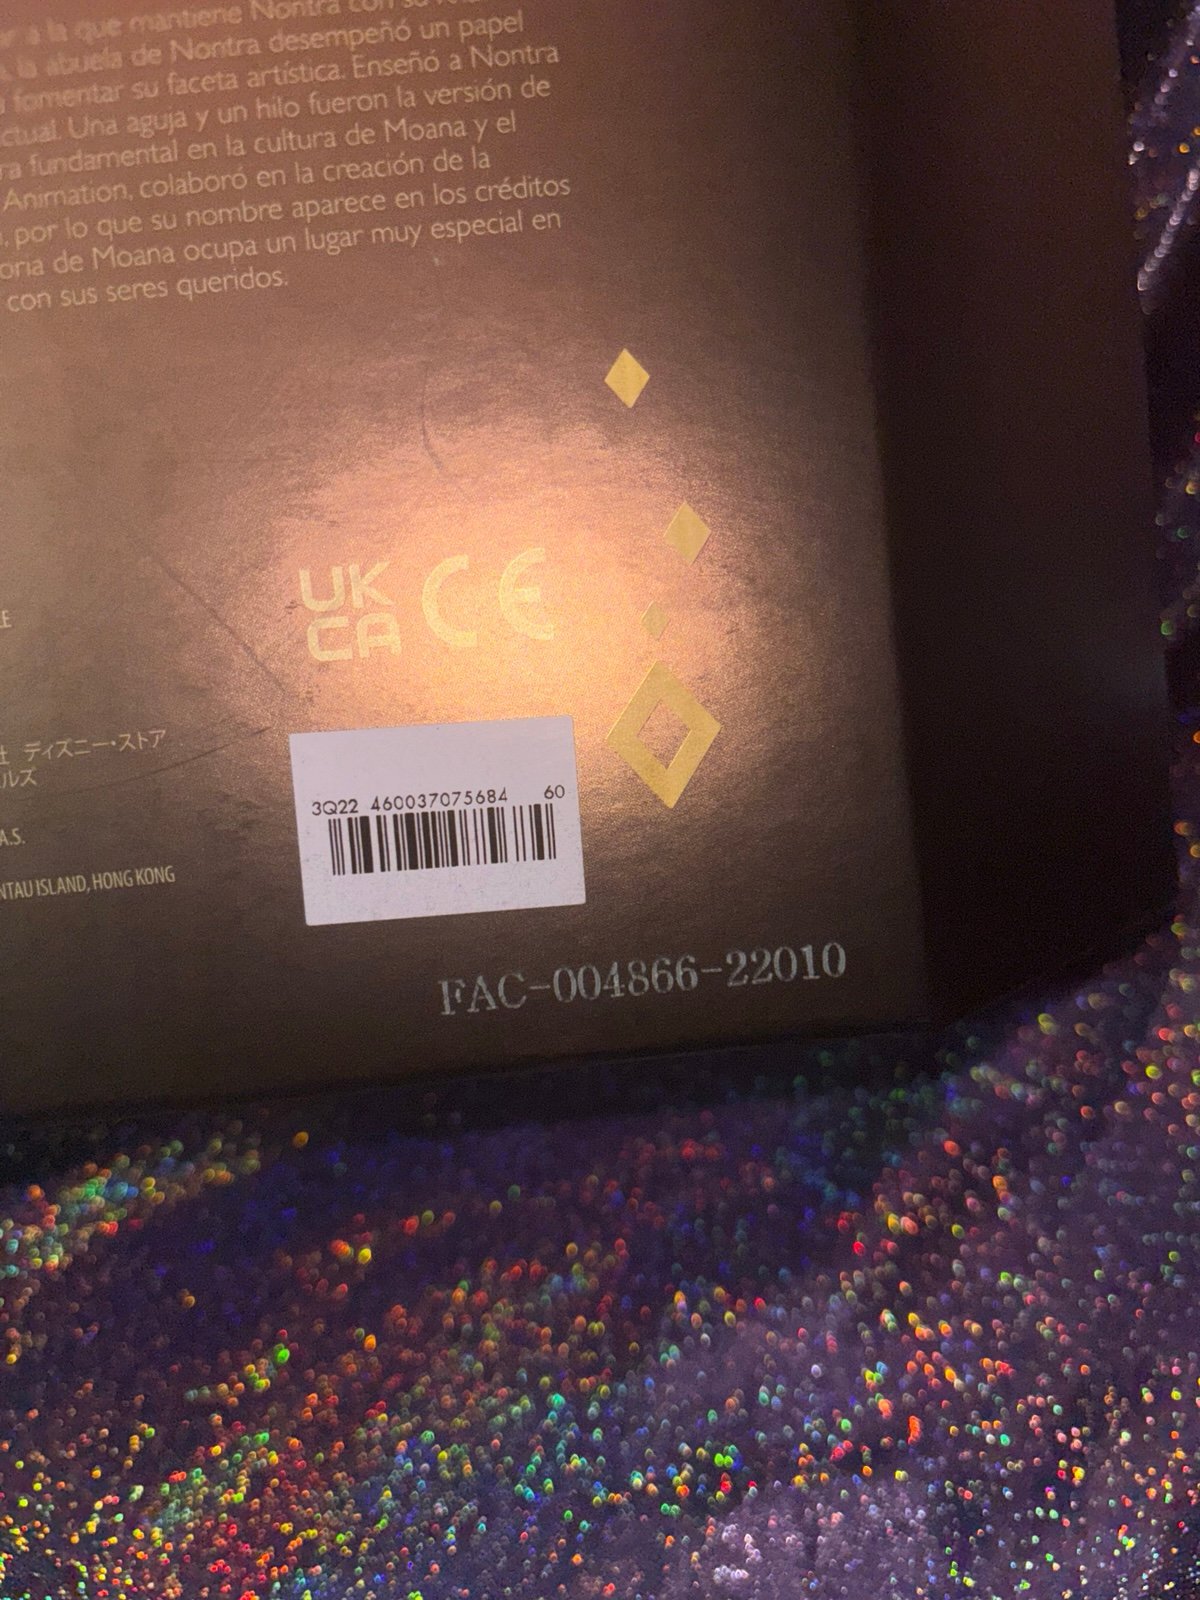 a la que mantiene Nontra con su
la abuela de Nontra desempeñó un papel
fomentar su faceta artística. Enseñó a Nontra
ctual. Una aguja y un hilo fueron la versión de
ra fundamental en la cultura de Moana y el
Animation, colaboró en la creación de la
, por lo que su nombre aparece en los créditos
oria de Moana ocupa un lugar muy especial en
con sus seres queridos.
UK
CA CE
社 ディズニー・ストア
ルズ
A.S.
NTAU ISLAND, HONG KONG
3Q22 460037075684 60
FAC-004866-22010